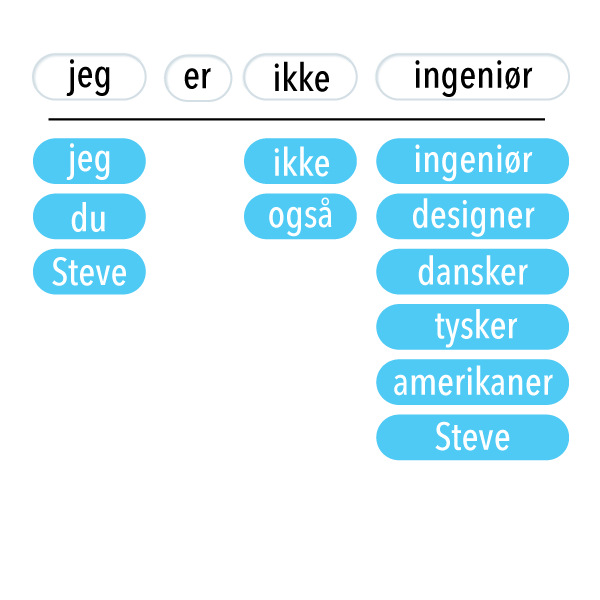 jeg er ikke ingeniør
jeg ikke ingeniør
du også designer
Steve dansker
tysker
amerikaner
Steve